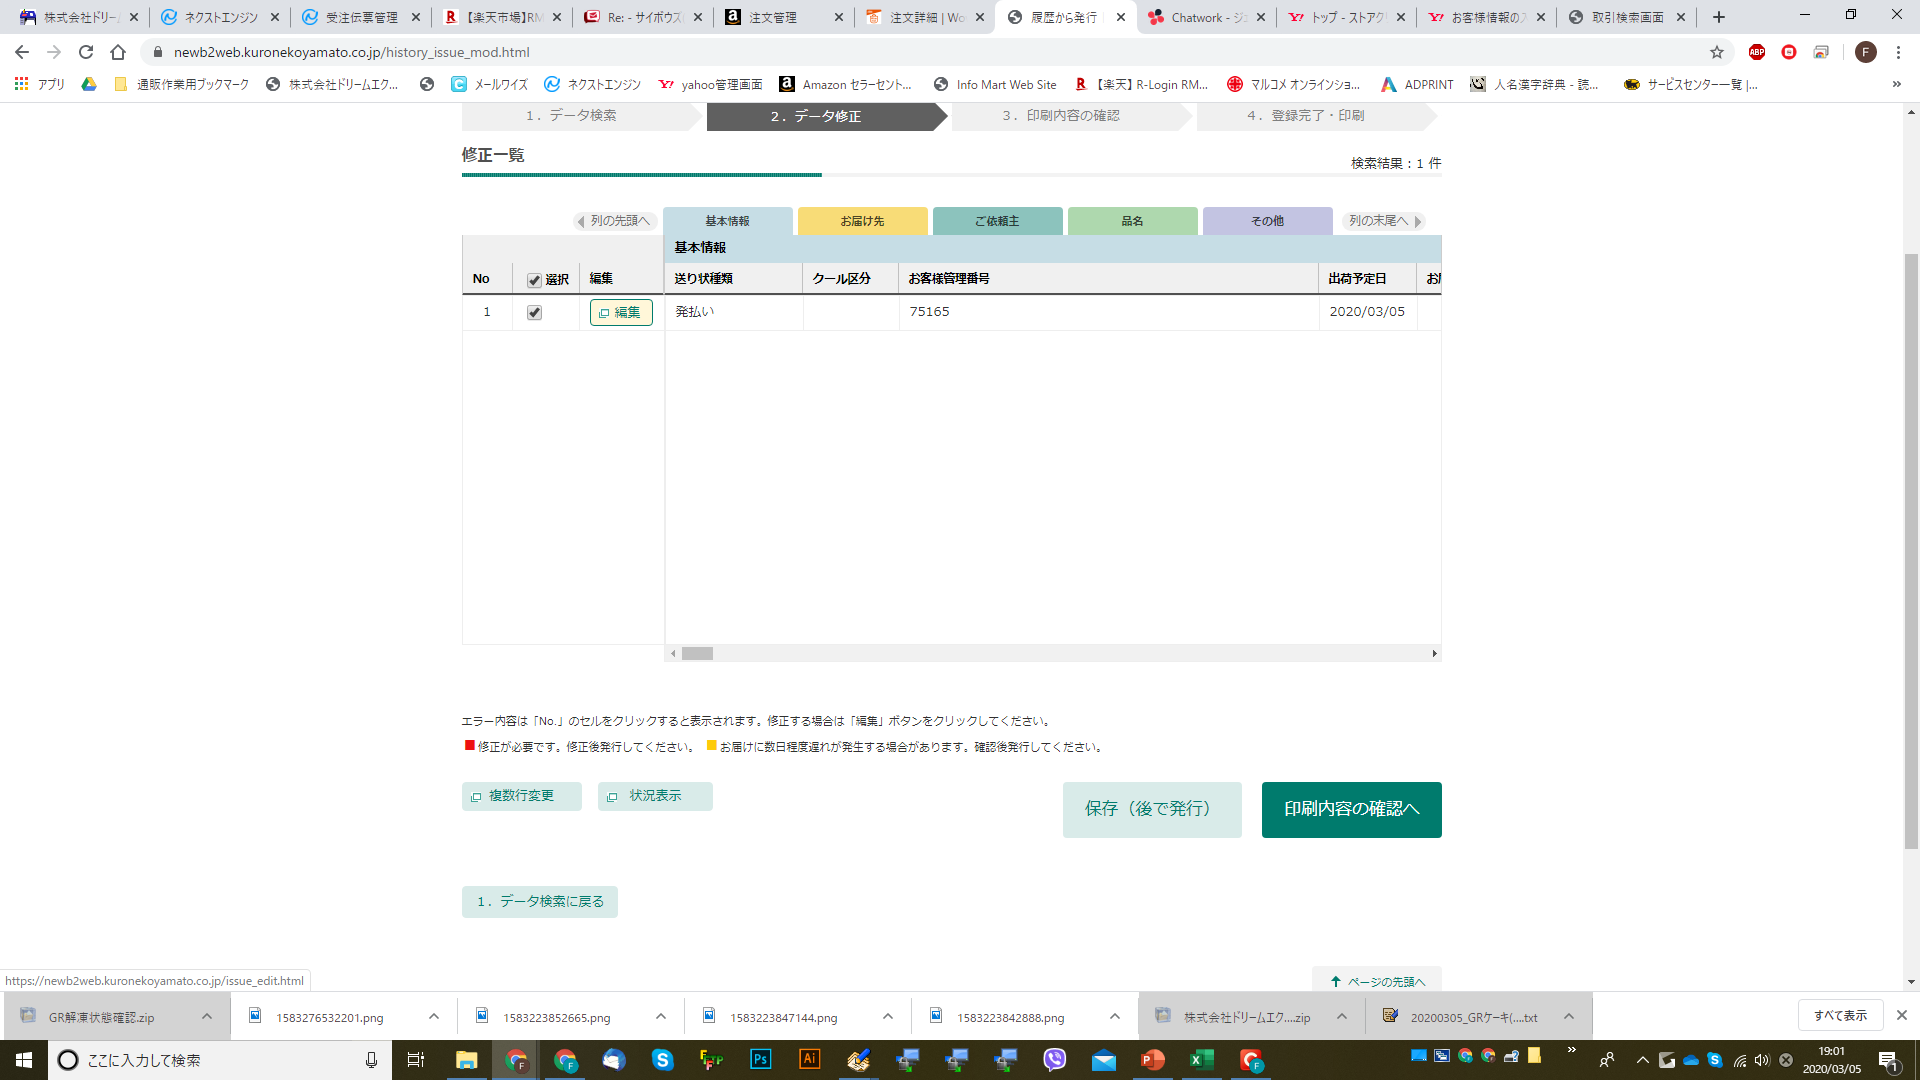 株式会社ドリーム
ネクストエンジン
受注伝票管理
【楽天市場】RM
Re: - サイボウズ
注文管理
注文詳細 | Wo
履歴から発行
Chatwork - ジ
トップ - ストアク
お客様情報の
取引検索画面
newb2web.kuronekoyamato.co.jp/history_issue_mod.html
ABP
F
アプリ
通販作業用ブックマーク
株式会社ドリームエク...
メールワイズ
ネクストエンジン
yahoo管理画面
Amazon セラーセント...
Info Mart Web Site
【楽天】R-Login RM...
マルコメ オンラインショ...
ADPRINT
人名漢字辞典 - 読...
サービスセンター一覧 |...
1. データ検索
2. データ修正
3. 印刷内容の確認
4. 登録完了・印刷
修正一覧
検索結果：1 件
列の先頭へ
基本情報
お届け先
ご依頼主
品名
その他
列の末尾へ
基本情報
No 選択 編集 送り状種類 クール区分 お客様管理番号 出荷予定日
1 編集 発払い 75165 2020/03/05
エラー内容は「No.」のセルをクリックすると表示されます。修正する場合は「編集」ボタンをクリックしてください。
修正が必要です。修正後発行してください。 お届けに数日程度遅れが発生する場合があります。確認後発行してください。
複数行変更
状況表示
保存（後で発行）
印刷内容の確認へ
1. データ検索に戻る
ページの先頭へ
https://newb2web.kuronekoyamato.co.jp/issue_edit.html
GR解凍状態確認.zip
1583276532201.png
1583223852665.png
1583223847144.png
1583223842888.png
株式会社ドリームエク....zip
20200305_GRケーキ(....txt
すべて表示
ここに入力して検索
19:01
2020/03/05
1